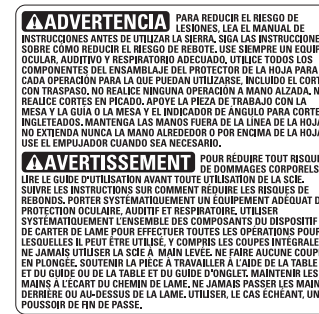 ADVERTENCIA PARA REDUCIR EL RIESGO DE
LESIONES, LEA EL MANUAL DE
INSTRUCCIONES ANTES DE UTILIZAR LA SIERRA, SIGA LAS INSTRUCCIONE
SOBRE CÓMO REDUCIR EL RIESGO DE REBOTE. USE SIEMPRE UN EQUIP
OCULAR, AUDITIVO Y RESPIRATORIO ADECUADO. UTILICE TODOS LOS
COMPONENTES DEL ENSAMBLAJE DEL PROTECTOR DE LA HOJA PARA
CADA OPERACIÓN PARA LA QUE PUEDAN UTILIZARSE, INCLUIDO EL CORT
CON TRASPASO. NO REALICE NINGUNA OPERACIÓN A MANO ALZADA. N
REALICE CORTES EN PICADO. APOYE LA PIEZA DE TRABAJO CON LA
MESA Y LA GUÍA O LA MESA Y EL INDICADOR DE ÁNGULO PARA CORTE
INGLETEADOS. MANTENGA LAS MANOS FUERA DE LA LÍNEA DE LA HOJ
NO EXTIENDA NUNCA LA MANO ALREDEDOR O POR ENCIMA DE LA HOJ
USE EL EMPUJADOR CUANDO SEA NECESARIO.
AVERTISSEMENT POUR RÉDUIRE TOUT RISQU
DE DOMMAGES CORPORELS
LIRE LE GUIDE D'UTILISATION AVANT TOUTE UTILISATION DE LA SCIE.
SUIVRE LES INSTRUCTIONS SUR COMMENT RÉDUIRE LES RISQUES DE
REBONDS. PORTER SYSTÉMATIQUEMENT UN ÉQUIPEMENT ADÉQUAT D
PROTECTION OCULAIRE, AUDITIF ET RESPIRATOIRE. UTILISER
SYSTÉMATIQUEMENT L'ENSEMBLE DES COMPOSANTS DU DISPOSITIF
DE CARTER DE LAME POUR EFFECTUER TOUTES LES OPÉRATIONS POUR
LESQUELLES IL PEUT ÊTRE UTILISÉ, Y COMPRIS LES COUPES INTÉGRALE
NE JAMAIS UTILISER LA SCIE À MAIN LEVÉE. NE FAIRE AUCUNE COUP
EN PLONGÉE. SOUTENIR LA PIÈCE À TRAVAILLER À L'AIDE DE LA TABLE
ET DU GUIDE OU DE LA TABLE ET DU GUIDE D'ONGLET. MAINTENIR LES
MAINS À L'ÉCART DU CHEMIN DE LAME. NE JAMAIS PASSER LES MAIN
DERRIÈRE OU AU-DESSUS DE LA LAME. UTILISER, LE CAS ÉCHÉANT, UN
POUSSOIR DE FIN DE PASSE.